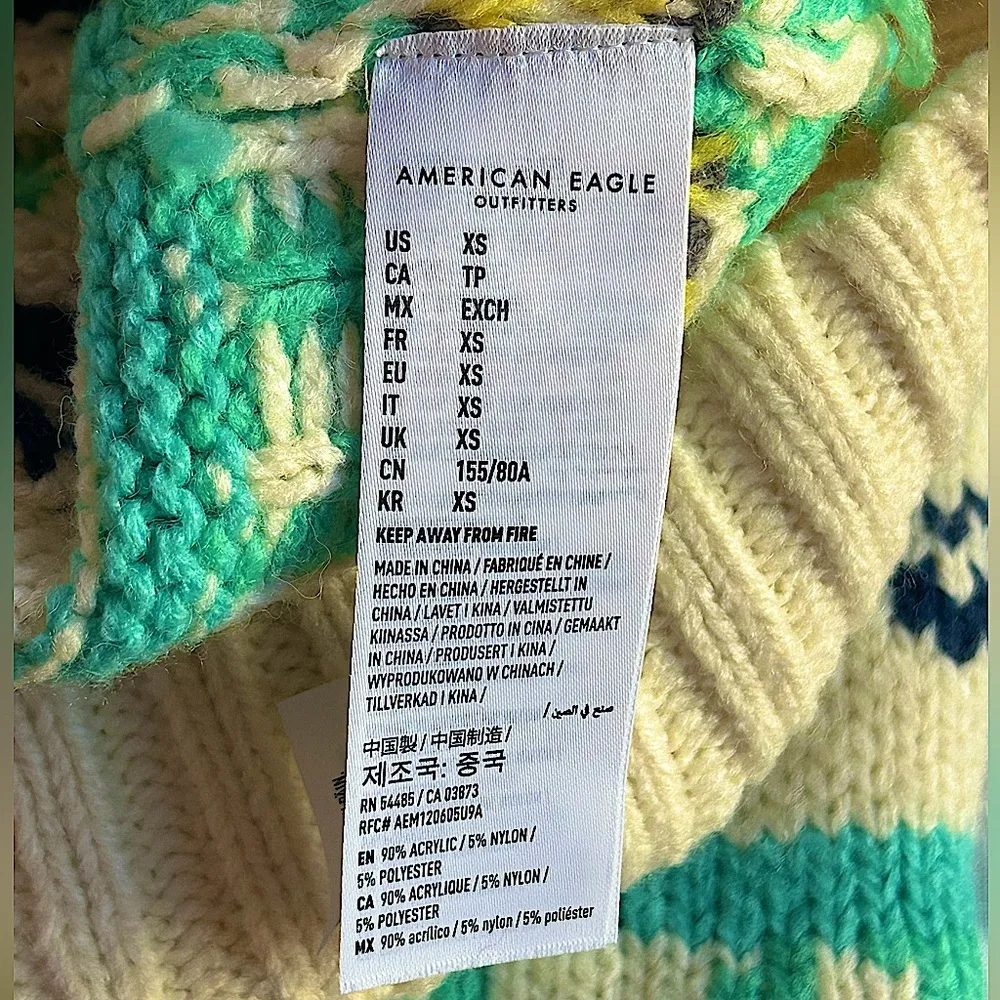 AMERICAN EAGLE
OUTFITTERS
US XS
CA TP
MX EXCH
FR XS
EU XS
IT XS
UK XS
CN 155/80A
KR XS
KEEP AWAY FROM FIRE
MADE IN CHINA / FABRIQUÉ EN CHINE /
HECHO EN CHINA / HERGESTELLT IN
CHINA / LAVET I KINA / VALMISTETTU
KIINASSA / PRODOTTO IN CINA / GEMAAKT
IN CHINA / PRODUSERT I KINA /
WYPRODUKOWANO W CHINACH /
TILLVERKAD I KINA /
صنع في الصين /
中国製 / 中国制造 /
제조국: 중국
RN 54485 / CA 03873
RFC# AEM120605U9A
EN 90% ACRYLIC / 5% NYLON /
5% POLYESTER
CA 90% ACRYLIQUE / 5% NYLON /
5% POLYESTER
MX 90% acrílico / 5% nylon / 5% poliéster